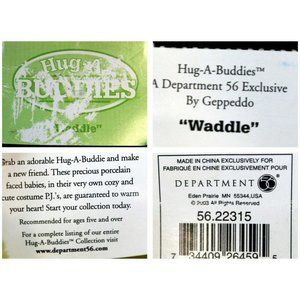 Hug-A-
BUDDIES
"Waddle"
Grab an adorable Hug-A-Buddie and make
a new friend. These precious porcelain
faced babies, in their very own cozy and
cute costume P.J.'s, are guaranteed to warm
your heart! Start your collection today.
Recommended for ages five and over
For a complete listing of our entire
Hug-A-Buddies™ Collection visit
www.department56.com
Hug-A-Buddies™
A Department 56 Exclusive
By Geppeddo
"Waddle"
MADE IN CHINA EXCLUSIVELY FOR
FABRIQUÉ EN CHINE EXCLUSIVEMENT POUR
DEPARTMENT 56
Eden Prairie MN 55344, USA
© 2003 All Rights Reserved
56.22315
7 34409 26459 5